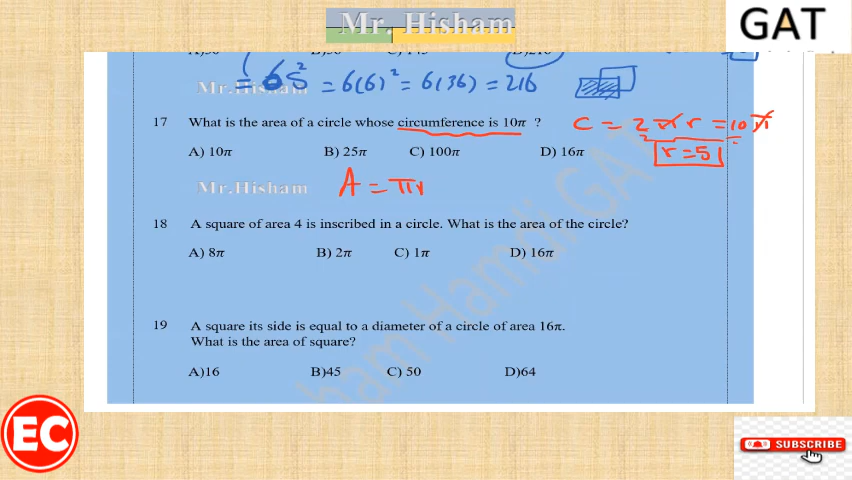 Mr. Hisham
GAT
= 6S² = 6(6)² = 6(36) = 216
Mr.Hisham
17 What is the area of a circle whose circumference is 10π ?
C = 2πr = 10π
A) 10π B) 25π C) 100π D) 16π
r = 5
Mr.Hisham
A = πr
18 A square of area 4 is inscribed in a circle. What is the area of the circle?
A) 8π B) 2π C) 1π D) 16π
19 A square its side is equal to a diameter of a circle of area 16π.
What is the area of square?
A)16 B)45 C) 50 D)64
EC
SUBSCRIBE